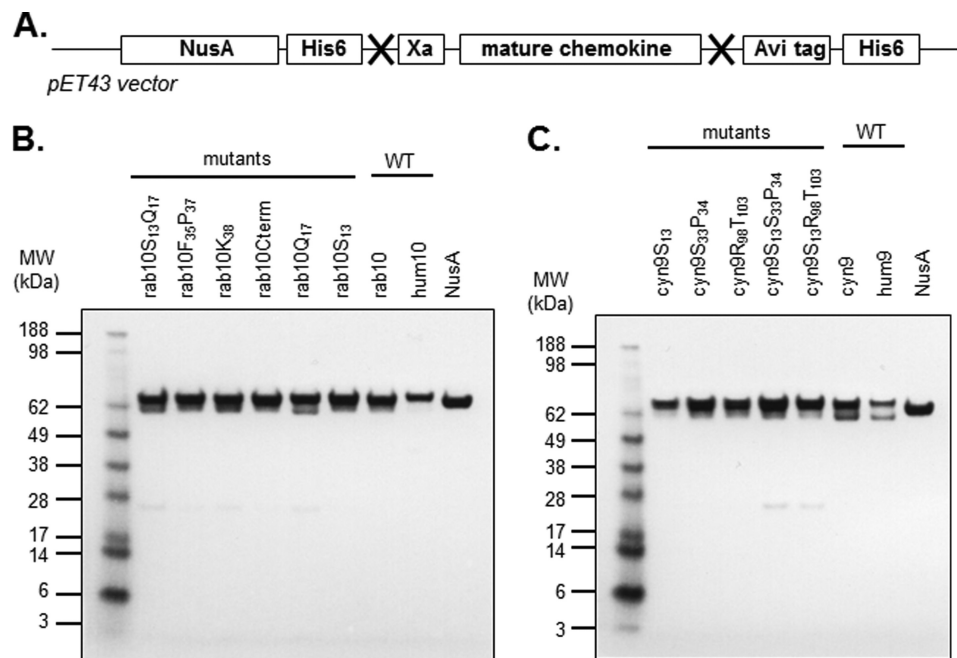 A.
NusA His6 Xa mature chemokine Avi tag His6
pET43 vector
B.
mutants WT
MW
(kDa)
rab10S₁₃Q₁₇
rab10F₃₅P₃₇
rab10K₃₈
rab10Cterm
rab10Q₁₇
rab10S₁₃
rab10
hum10
NusA
188
98
62
49
38
28
17
14
6
3
C.
mutants WT
MW
(kDa)
cyn9S₁₃
cyn9S₃₃P₃₄
cyn9R₉₈T₁₀₃
cyn9S₁₃S₃₃P₃₄
cyn9S₁₃R₉₈T₁₀₃
cyn9
hum9
NusA
188
98
62
49
38
28
17
14
6
3